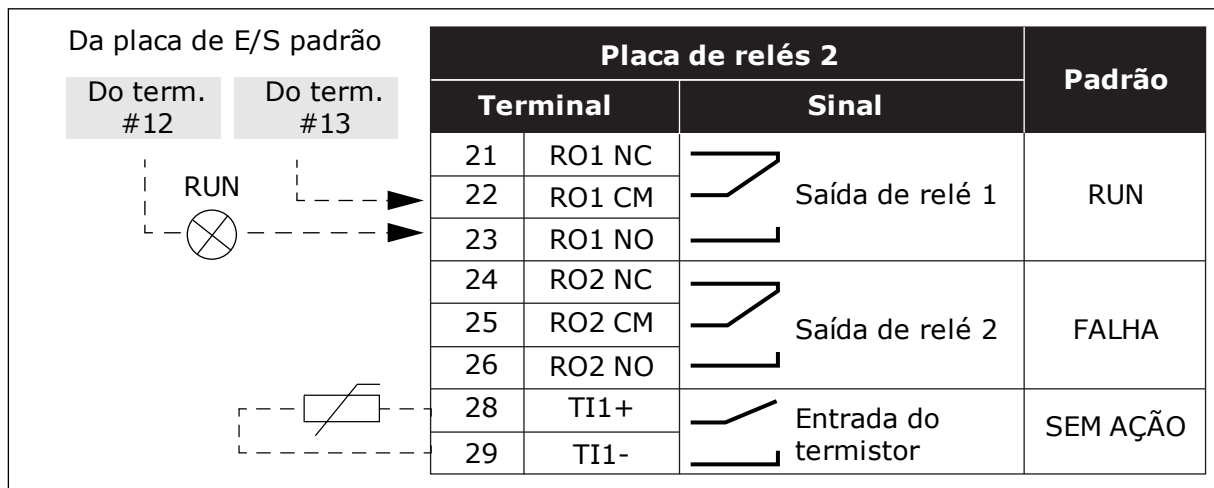 Da placa de E/S padrão
Do term.
#12
Do term.
#13
RUN
Placa de relés 2
Padrão
Terminal
Sinal
21 RO1 NC
22 RO1 CM
23 RO1 NO
Saída de relé 1
RUN
24 RO2 NC
25 RO2 CM
26 RO2 NO
Saída de relé 2
FALHA
28 TI1+
29 TI1-
Entrada do
termistor
SEM AÇÃO